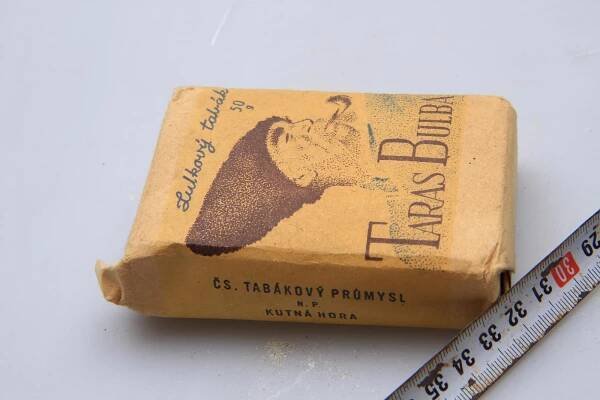 Lulkový tabák
50 g
TARAS BULBA
ČS. TABÁKOVÝ PRŮMYSL
N. P.
KUTNÁ HORA
29
30
31
32
33
34
35